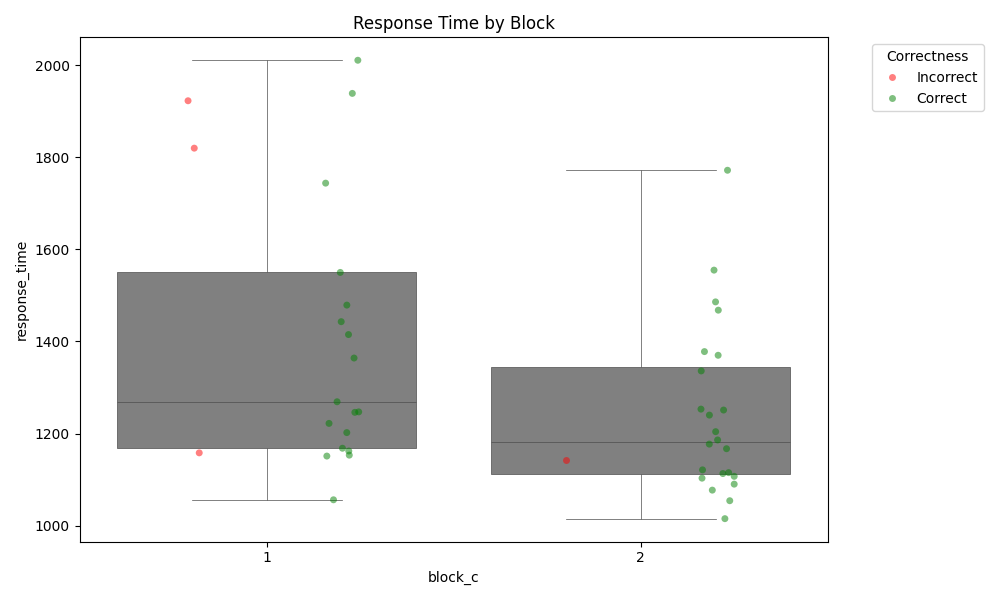 Response Time by Block
Correctness
Incorrect
Correct
response_time
2000
1800
1600
1400
1200
1000
1
2
block_c